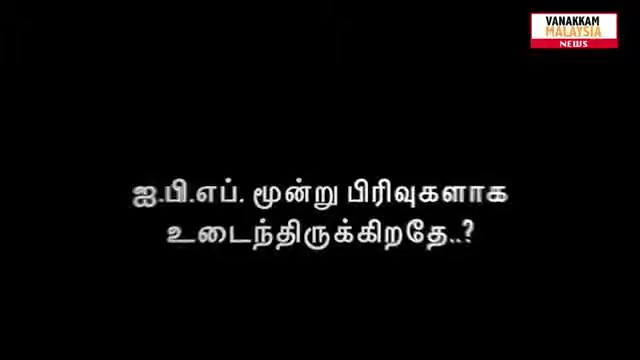 VANAKKAM
MALAYSIA
NEWS
ஐ.பி.எப். மூன்று பிரிவுகளாக
உடைந்திருக்கிறதே..?